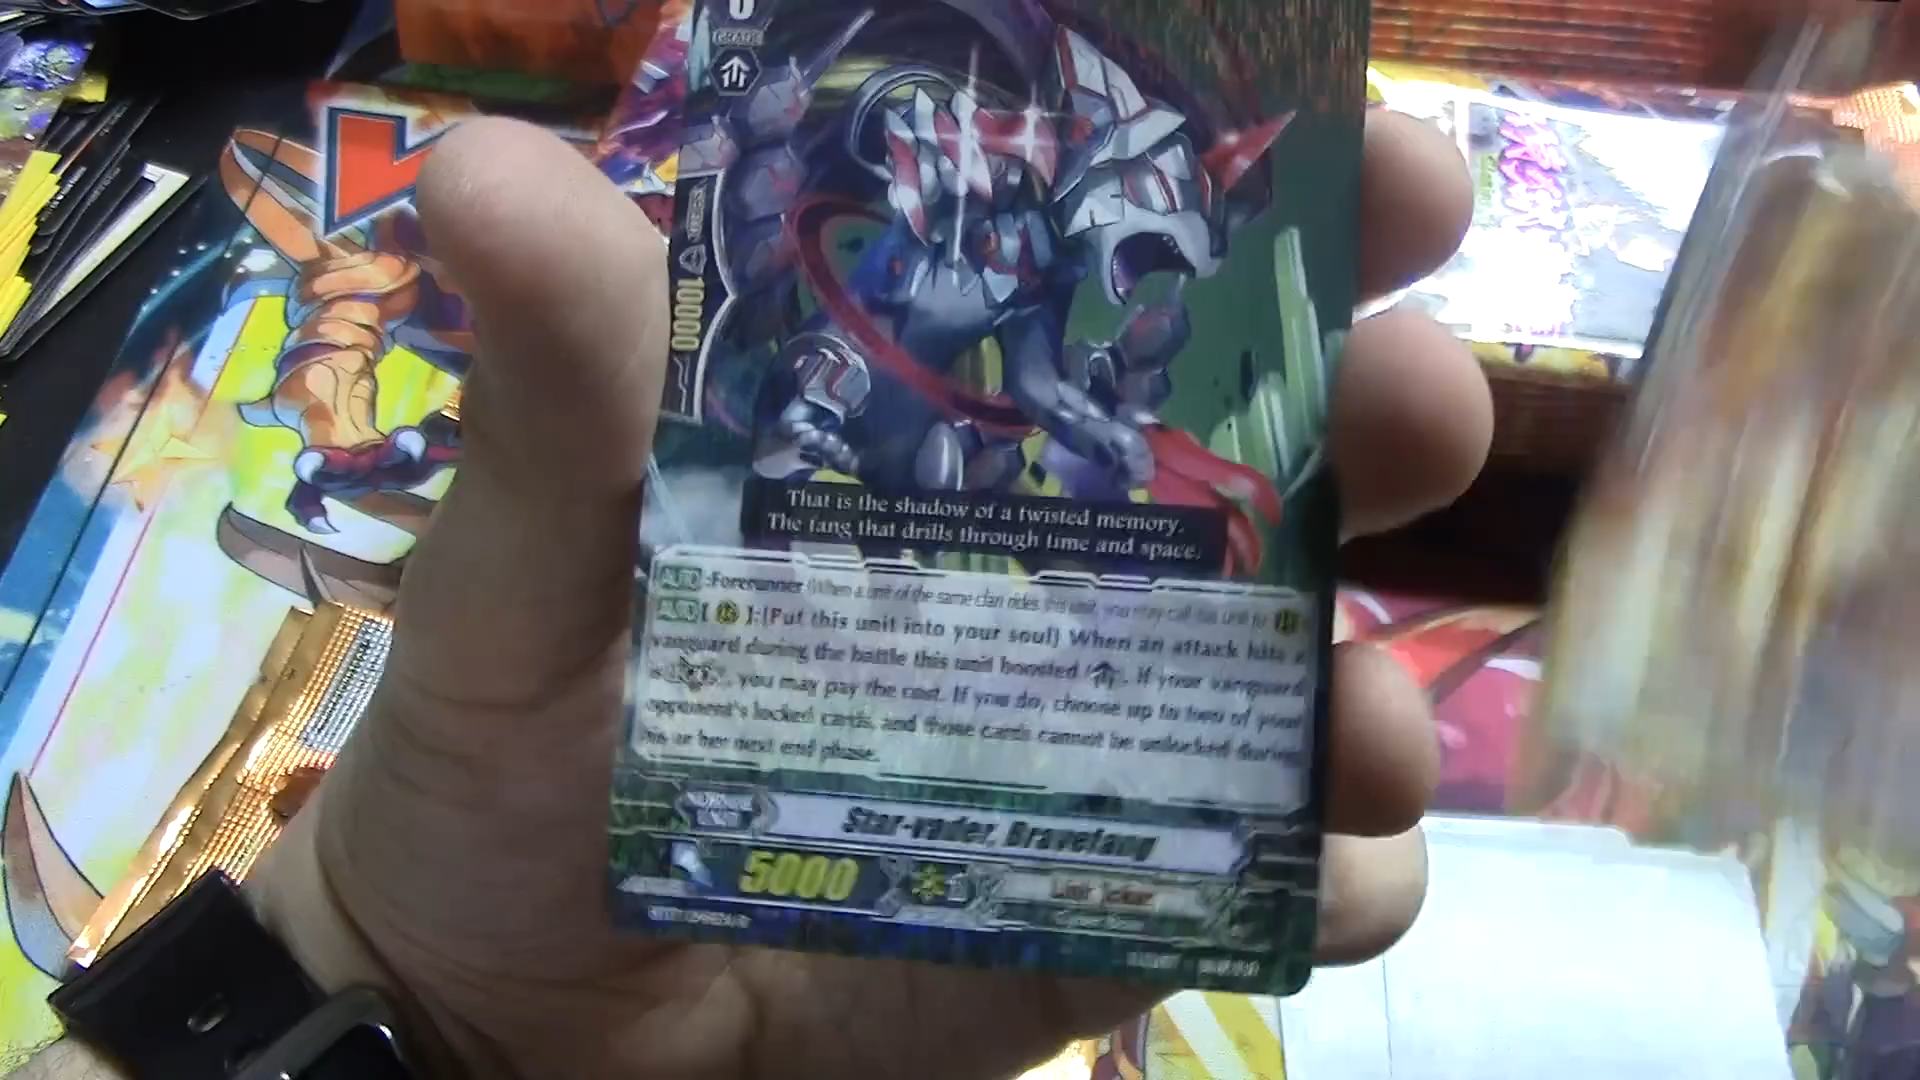 0
GRADE
10000
That is the shadow of a twisted memory.
The fang that drills through time and space.
AUTO :Forerunner (When a unit of the same clan rides this unit, you may call this unit to
AUTO [ ]:[Put this unit into your soul] When an attack hits a
vanguard during the battle this unit boosted, If your vanguard
is, you may pay the cost. If you do, choose up to two of your
opponent's locked cards, and those cards cannot be unlocked during
his or her next end phase.
Star-vader, Bravefang
5000
Link Joker